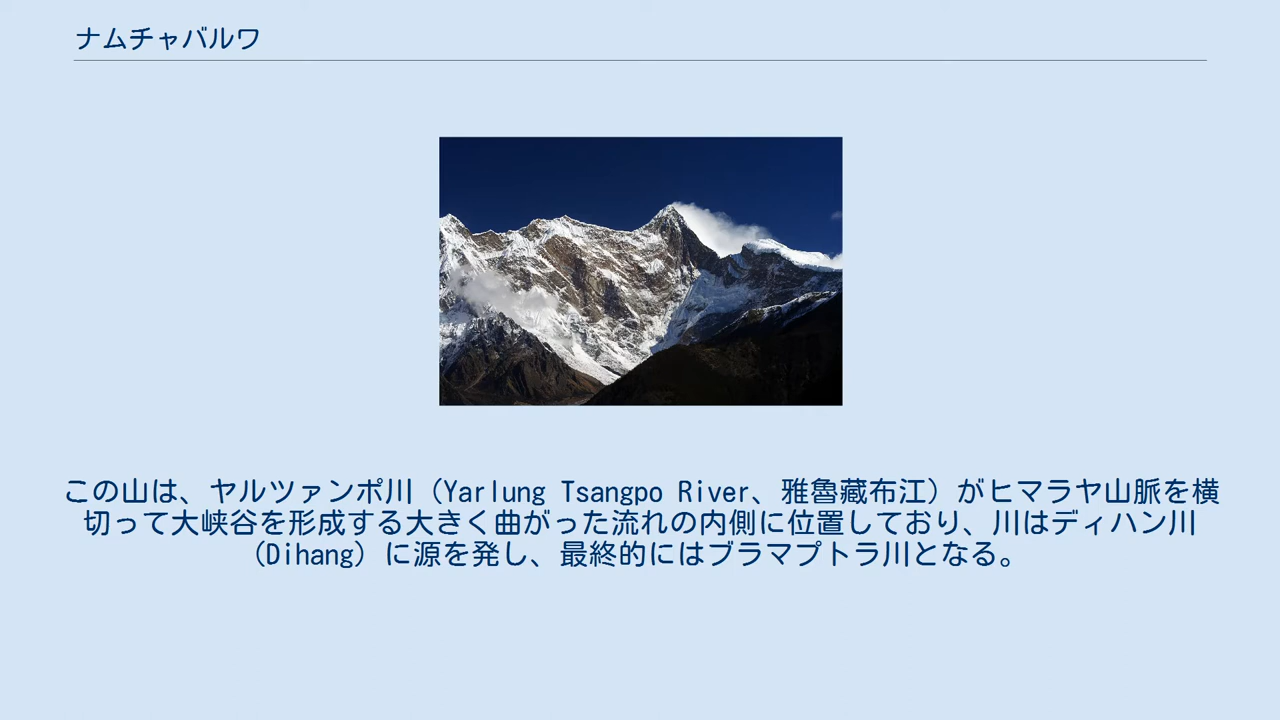 ナムチャバルワ
この山は、ヤルツァンポ川（Yarlung Tsangpo River、雅魯藏布江）がヒマラヤ山脈を横
切って大峡谷を形成する大きく曲がった流れの内側に位置しており、川はディハン川
（Dihang）に源を発し、最終的にはブラマプトラ川となる。